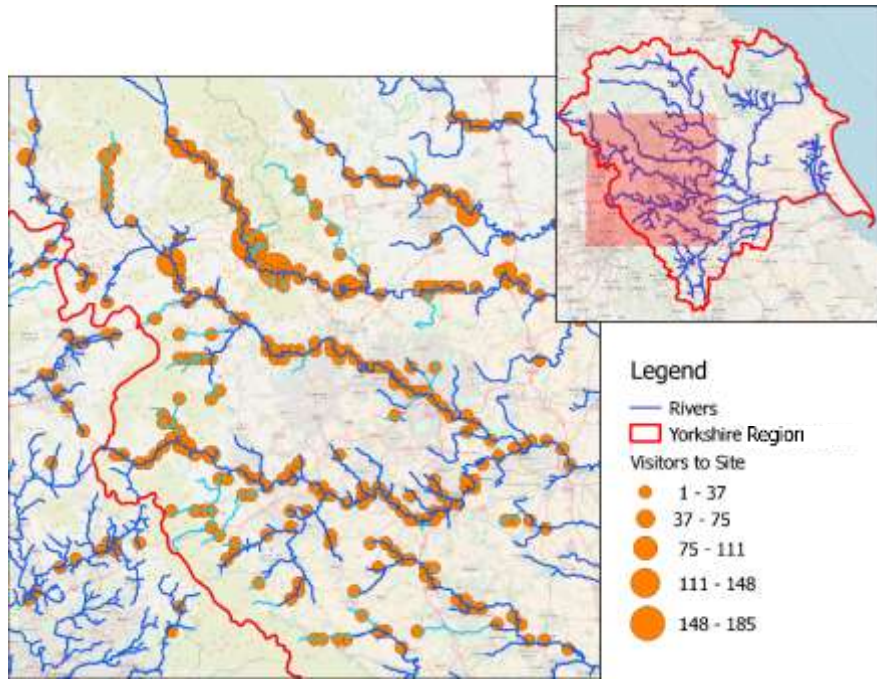 Legend
Rivers
Yorkshire Region
Visitors to Site
1 - 37
37 - 75
75 - 111
111 - 148
148 - 185